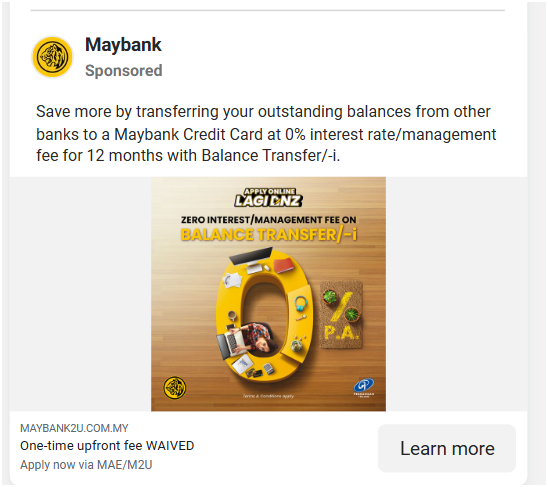 Maybank
Sponsored
Save more by transferring your outstanding balances from other
banks to a Maybank Credit Card at 0% interest rate/management
fee for 12 months with Balance Transfer/-i.
APPLY ONLINE
LAGI BNZ
ZERO INTEREST/MANAGEMENT FEE ON
BALANCE TRANSFER/-i
0%
P.A.
Terms & Conditions Apply.
MAYBANK2U.COM.MY
One-time upfront fee WAIVED
Apply now via MAE/M2U
Learn more